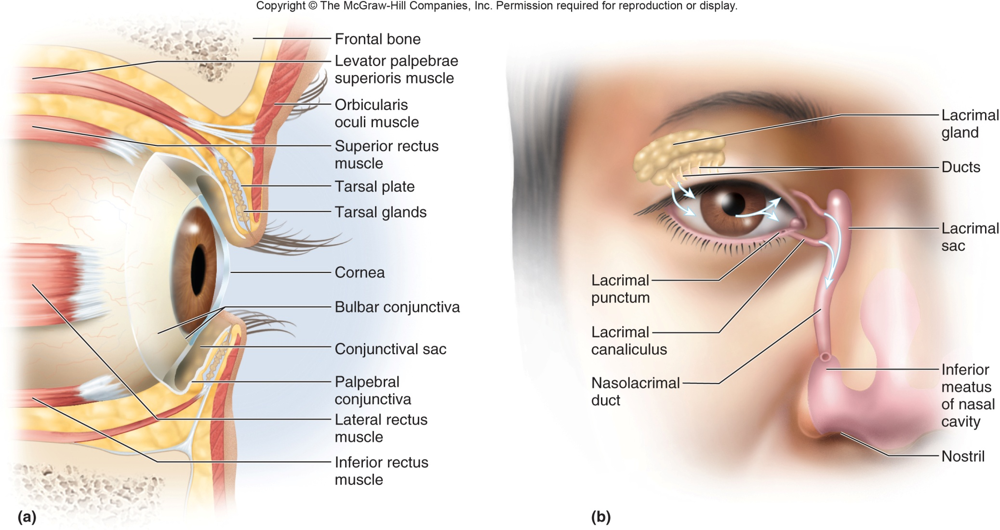 Copyright © The McGraw-Hill Companies, Inc. Permission required for reproduction or display.
Frontal bone
Levator palpebrae
superioris muscle
Orbicularis
oculi muscle
Superior rectus
muscle
Tarsal plate
Tarsal glands
Cornea
Bulbar conjunctiva
Conjunctival sac
Palpebral
conjunctiva
Lateral rectus
muscle
Inferior rectus
muscle
(a)
Lacrimal
gland
Ducts
Lacrimal
sac
Lacrimal
punctum
Lacrimal
canaliculus
Nasolacrimal
duct
Inferior
meatus
of nasal
cavity
Nostril
(b)